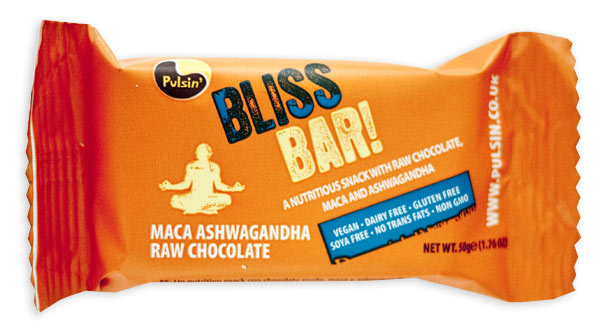 Pulsin'
BLISS
BAR!
A NUTRITIOUS SNACK WITH RAW CHOCOLATE,
MACA AND ASHWAGANDHA
VEGAN • DAIRY FREE • GLUTEN FREE
SOYA FREE • NO TRANS FATS • NON GMO
MACA ASHWAGANDHA
RAW CHOCOLATE
NET WT. 50g℮ (1.76 oz)
WWW.PULSIN.CO.UK